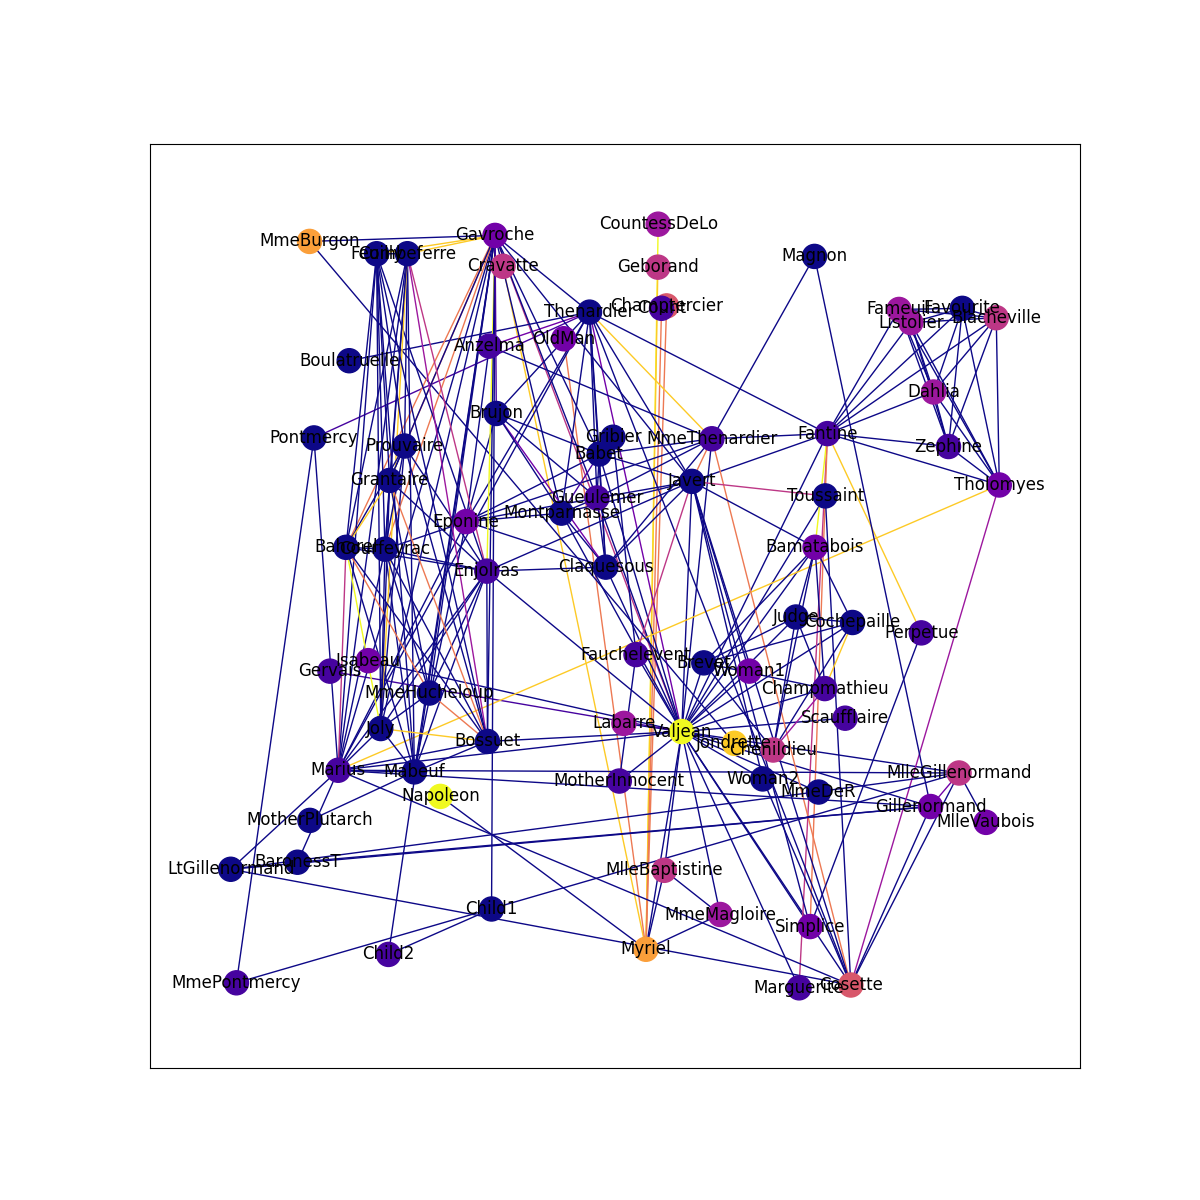 CountessDeLo
Gavroche
MmeBurgon
Feuilly
Combeferre
Magnon
Cravatte
Geborand
Champtercier
Count
Thenardier
Fameuil
Favourite
Listolier
Blacheville
OldMan
Anzelma
Boulatruelle
Dahlia
Brujon
Pontmercy
Gribier
MmeThenardier
Fantine
Prouvaire
Babet
Zephine
Grantaire
Javert
Tholomyes
Gueulemer
Toussaint
Montparnasse
Eponine
Bahorel
Courfeyrac
Bamatabois
Claquesous
Enjolras
Judge
Cochepaille
Perpetue
Fauchelevent
Isabeau
Brevet
Gervais
Woman1
MmeHucheloup
Champmathieu
Scaufflaire
Labarre
Joly
Valjean
Bossuet
Jondrette
Chenildieu
Marius
Mabeuf
MlleGillenormand
MotherInnocent
Woman2
Napoleon
MmeDeR
Gillenormand
MotherPlutarch
MlleVaubois
BaronessT
LtGillenormand
MlleBaptistine
Child1
MmeMagloire
Simplice
Myriel
Child2
MmePontmercy
Cosette
Marguerite